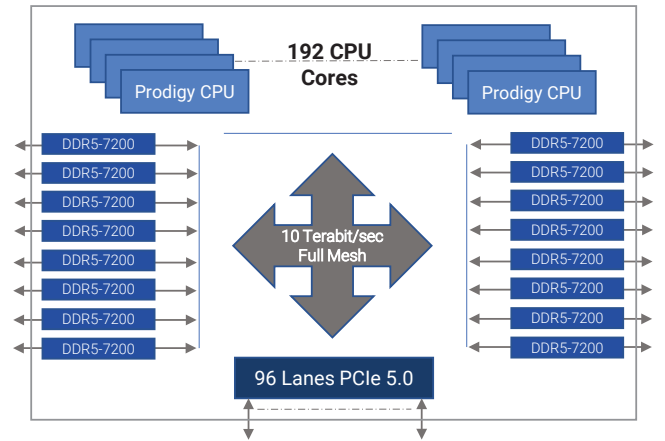 192 CPU
Cores
Prodigy CPU
Prodigy CPU
DDR5-7200
DDR5-7200
DDR5-7200
DDR5-7200
DDR5-7200
DDR5-7200
DDR5-7200
DDR5-7200
10 Terabit/sec
Full Mesh
DDR5-7200
DDR5-7200
DDR5-7200
DDR5-7200
DDR5-7200
DDR5-7200
DDR5-7200
DDR5-7200
96 Lanes PCIe 5.0